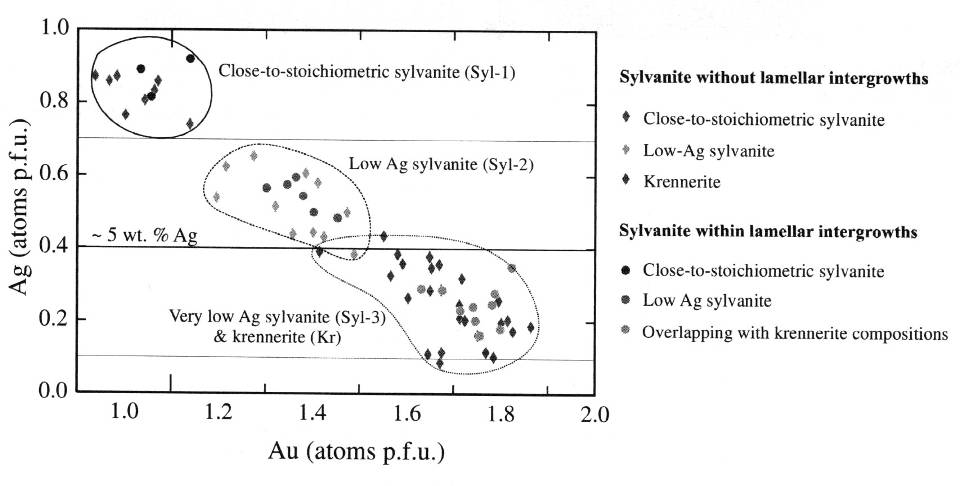 1.0
0.8
0.6
0.4
0.2
0.0
Ag (atoms p.f.u.)
Close-to-stoichiometric sylvanite (Syl-1)
Low Ag sylvanite (Syl-2)
~ 5 wt. % Ag
Very low Ag sylvanite (Syl-3)
& krennerite (Kr)
1.0 1.2 1.4 1.6 1.8 2.0
Au (atoms p.f.u.)
Sylvanite without lamellar intergrowths
Close-to-stoichiometric sylvanite
Low-Ag sylvanite
Krennerite
Sylvanite within lamellar intergrowths
Close-to-stoichiometric sylvanite
Low Ag sylvanite
Overlapping with krennerite compositions